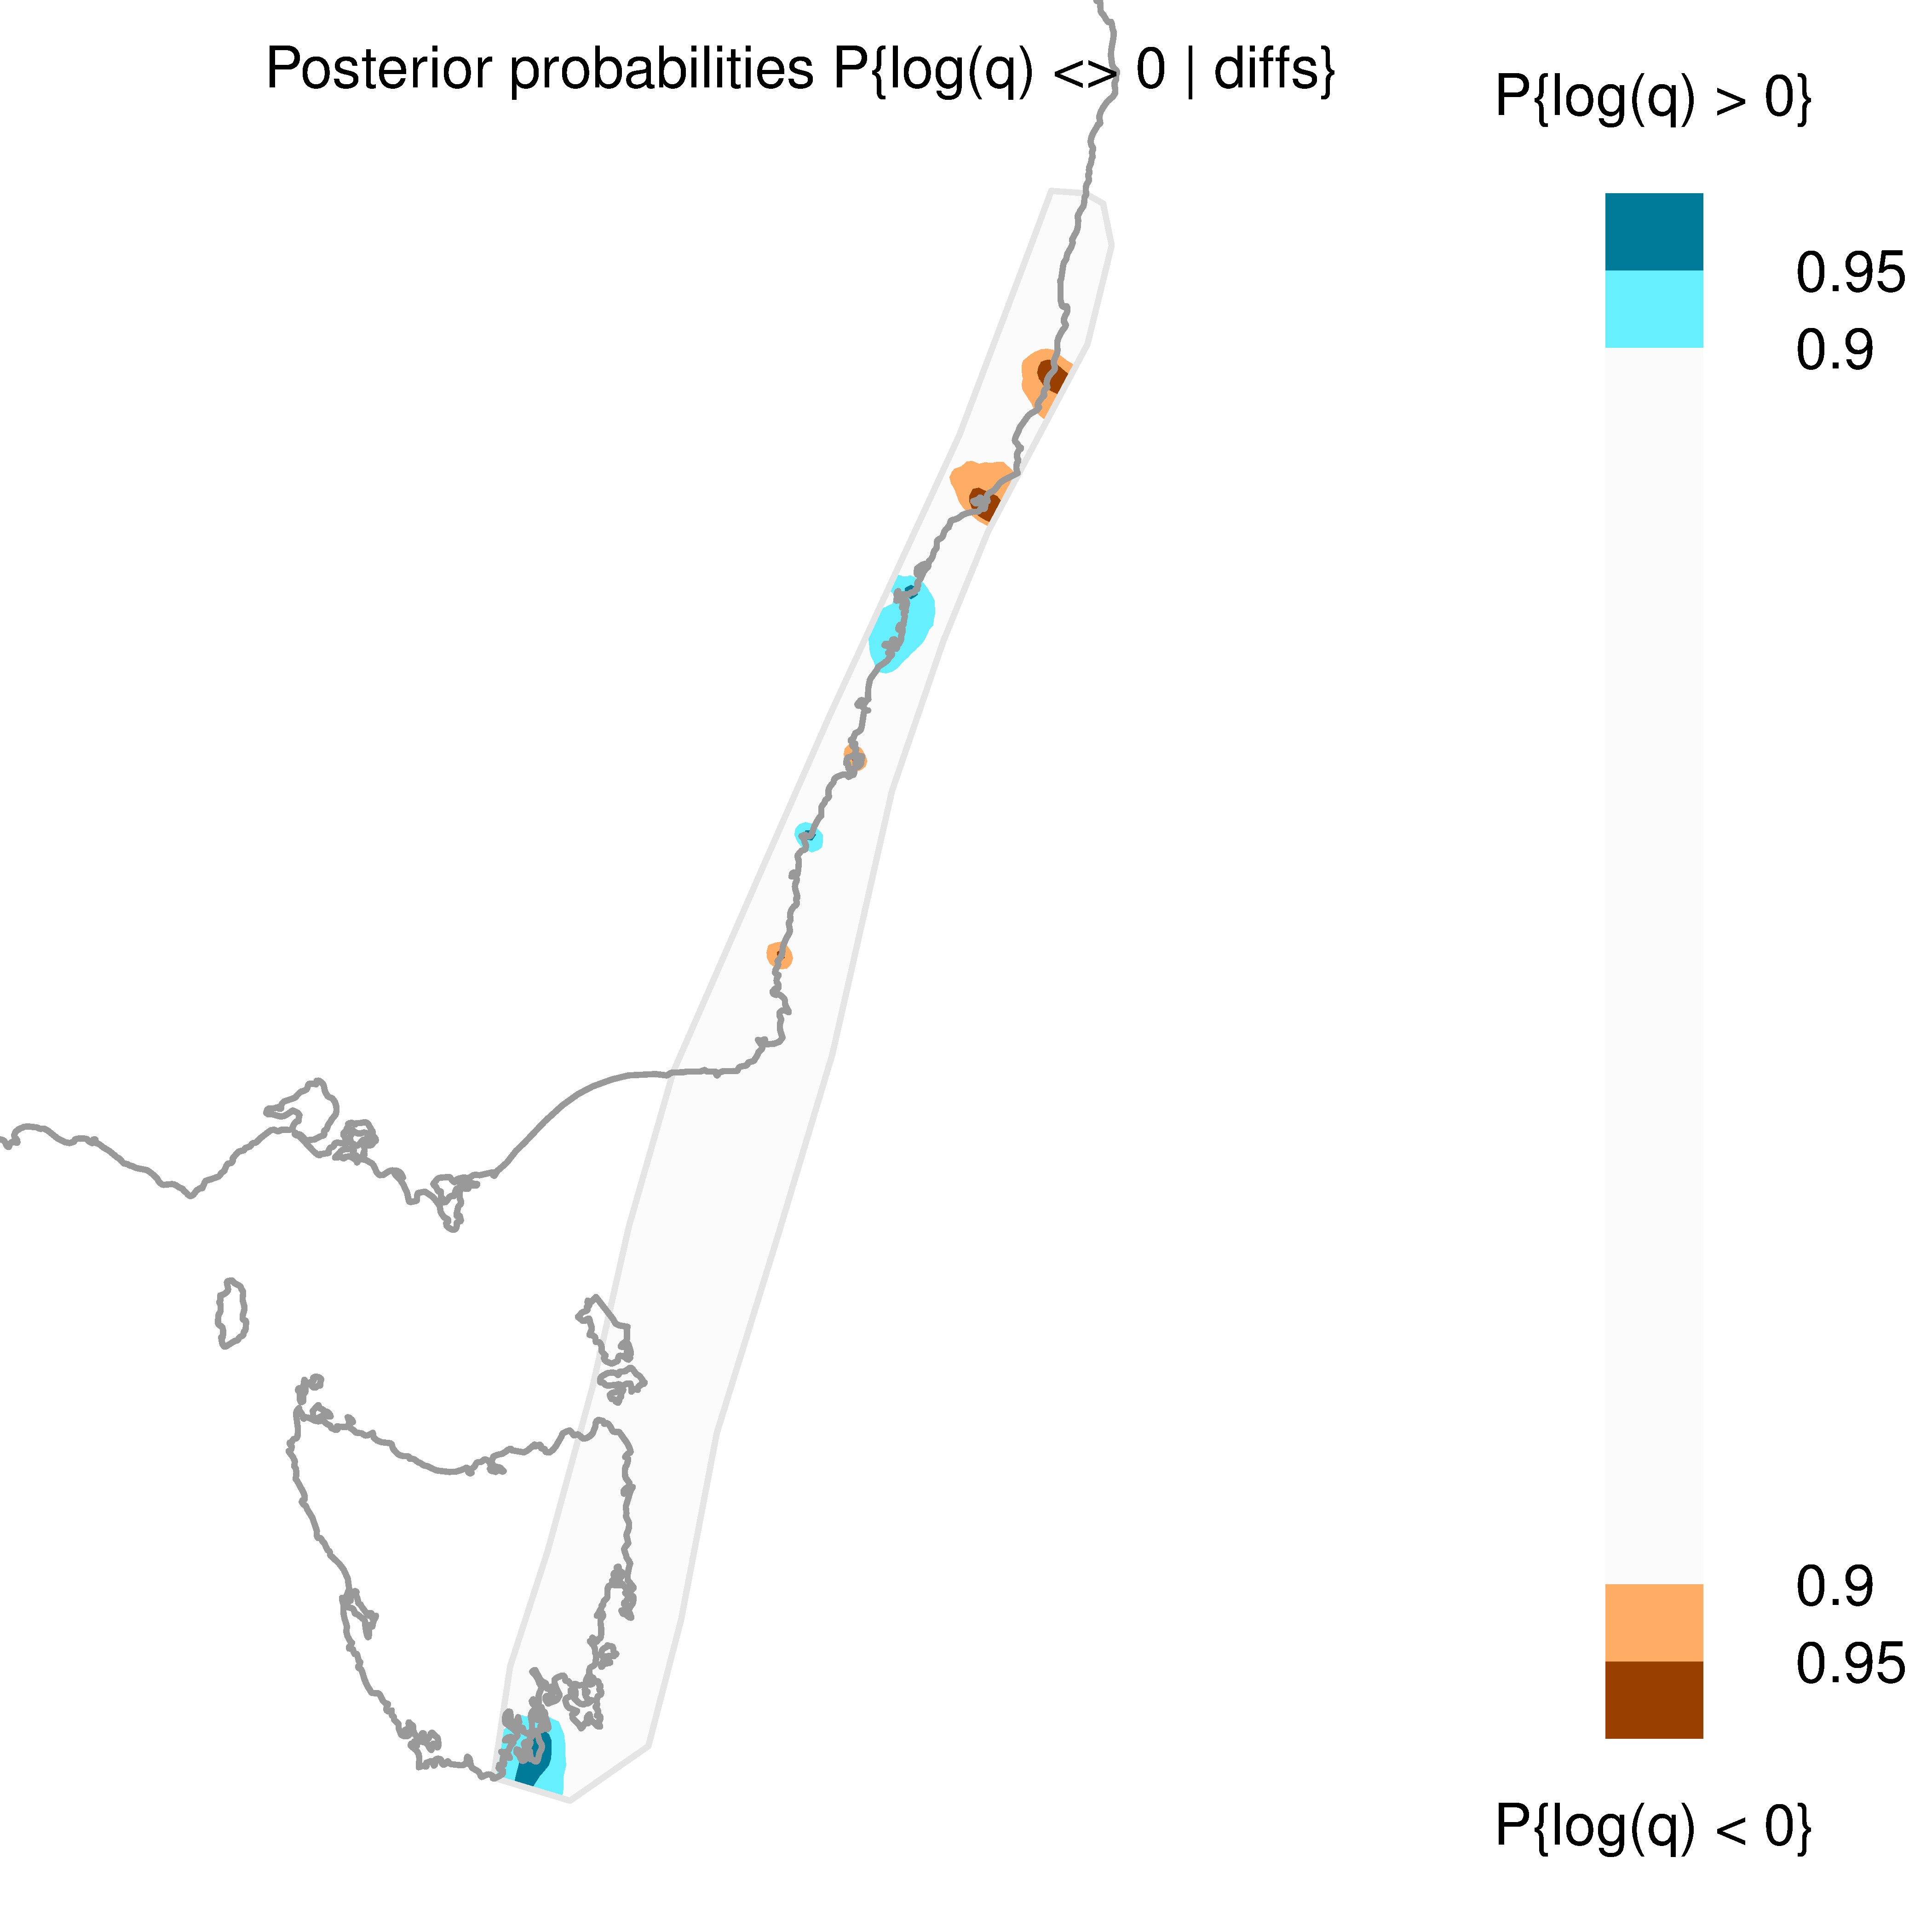 Posterior probabilities P{log(q) <> 0 | diffs}
P{log(q) > 0}
0.95
0.9
0.9
0.95
P{log(q) < 0}